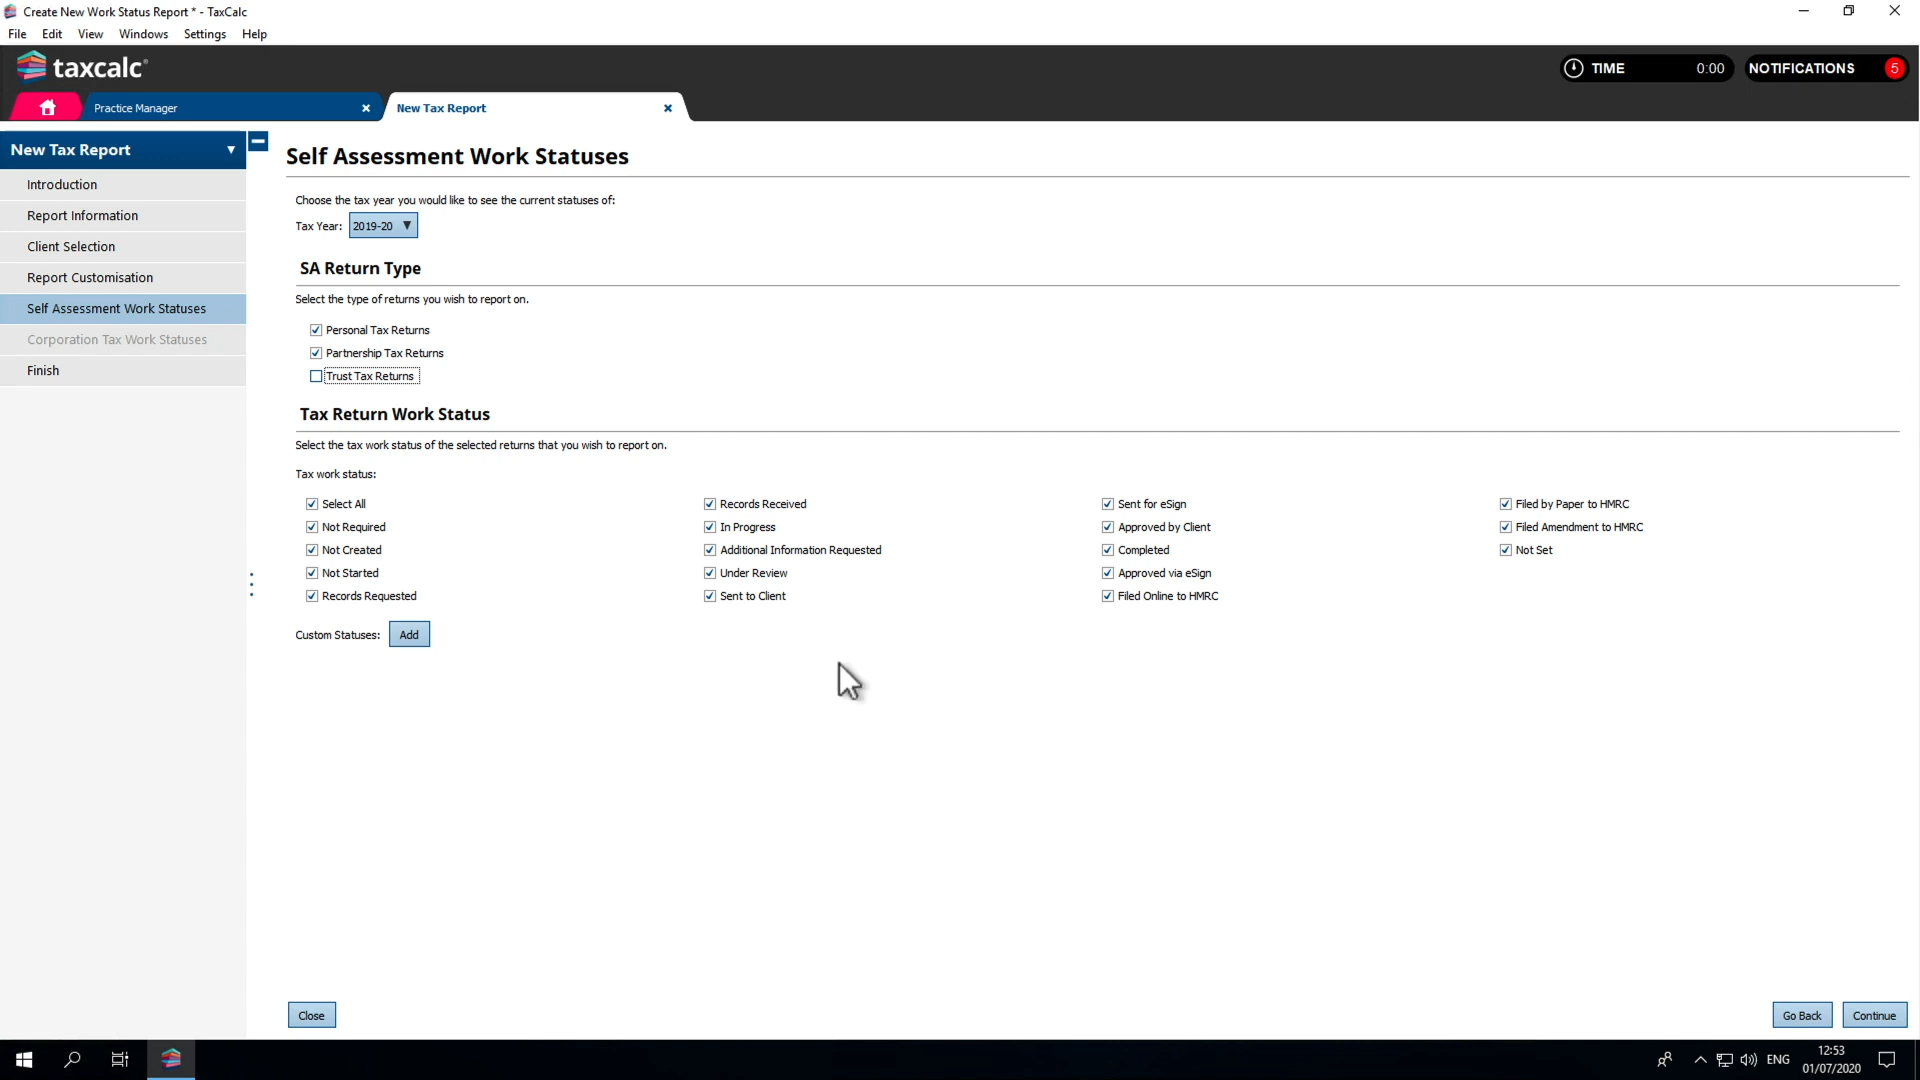 Create New Work Status Report * - TaxCalc
File Edit View Windows Settings Help
taxcalc®
TIME 0:00 NOTIFICATIONS 5
Practice Manager × New Tax Report ×
New Tax Report
Introduction
Report Information
Client Selection
Report Customisation
Self Assessment Work Statuses
Corporation Tax Work Statuses
Finish
Self Assessment Work Statuses
Choose the tax year you would like to see the current statuses of:
Tax Year: 2019-20
SA Return Type
Select the type of returns you wish to report on.
Personal Tax Returns
Partnership Tax Returns
Trust Tax Returns
Tax Return Work Status
Select the tax work status of the selected returns that you wish to report on.
Tax work status:
Select All Records Received Sent for eSign Filed by Paper to HMRC
Not Required In Progress Approved by Client Filed Amendment to HMRC
Not Created Additional Information Requested Completed Not Set
Not Started Under Review Approved via eSign
Records Requested Sent to Client Filed Online to HMRC
Custom Statuses: Add
Close Go Back Continue
ENG 12:53
01/07/2020